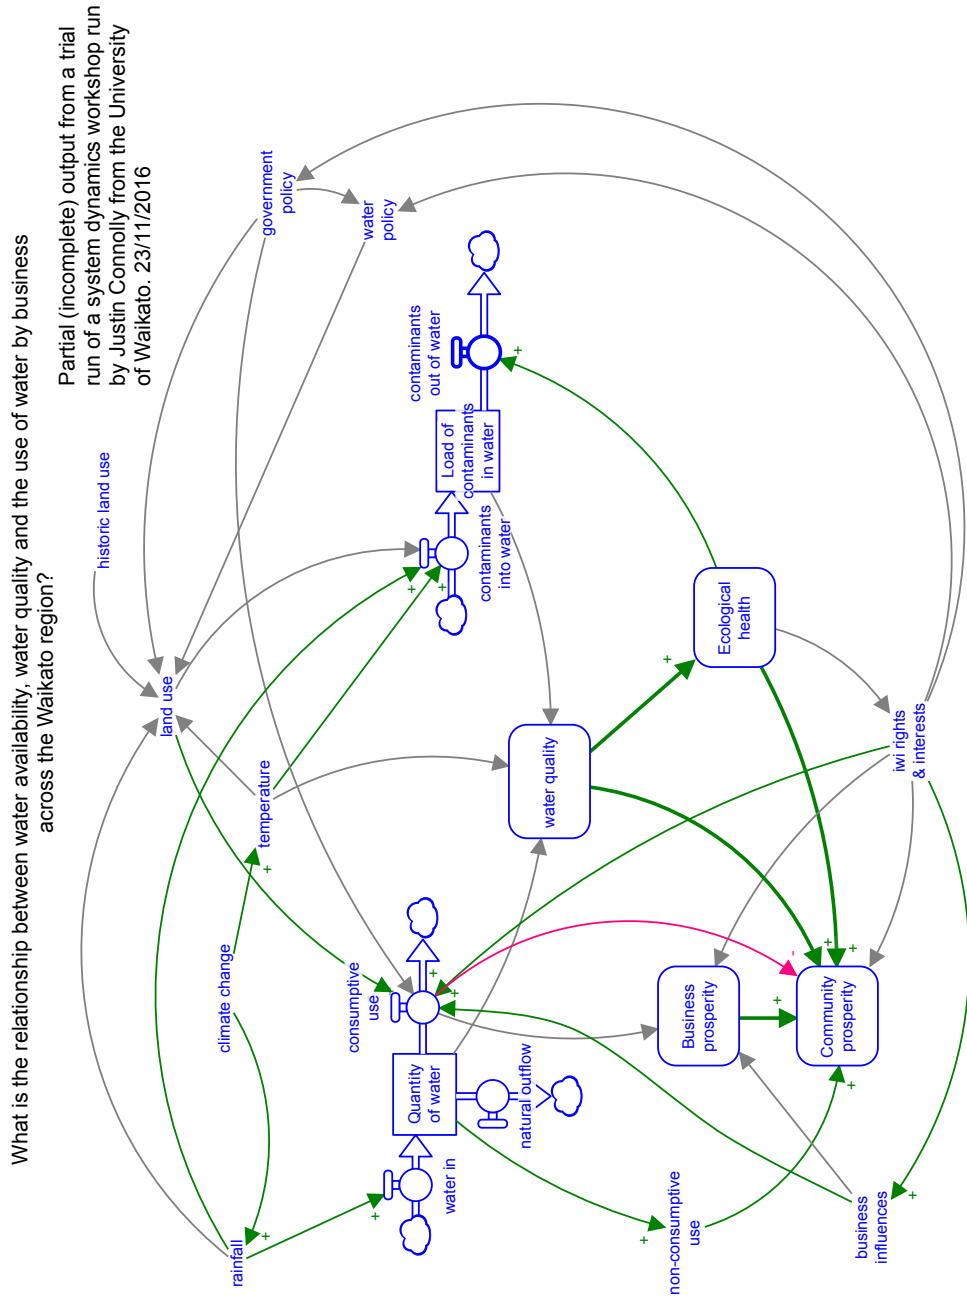 What is the relationship between water availability, water quality and the use of water by business
across the Waikato region?
Partial (incomplete) output from a trial
run of a system dynamics workshop run
by Justin Connolly from the University
of Waikato. 23/11/2016
historic land use
government
policy
water
policy
land use
climate change
temperature
+
rainfall
+
consumptive
use
+
+
+
Quantity
of water
water in
+
natural outflow
contaminants
into water
+
+
Load of
contaminants
in water
contaminants
out of water
+
water quality
Ecological
health
+
Business
prosperity
+
Community
prosperity
-
+
+
+
non-consumptive
use
+
business
influences
+
iwi rights
& interests